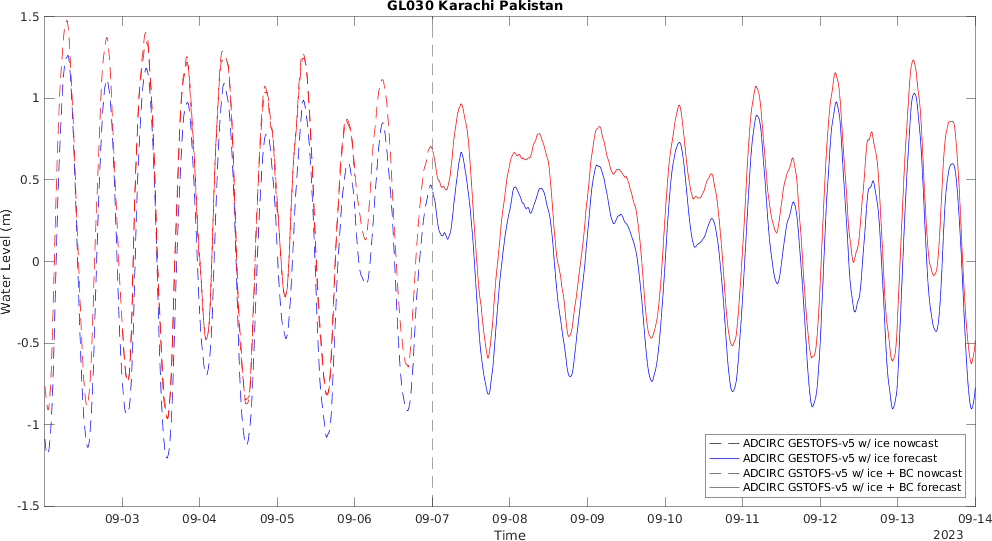 GL030 Karachi Pakistan
1.5
1
0.5
0
-0.5
-1
-1.5
Water Level (m)
ADCIRC GESTOFS-v5 w/ ice nowcast
ADCIRC GESTOFS-v5 w/ ice forecast
ADCIRC GSTOFS-v5 w/ ice + BC nowcast
ADCIRC GSTOFS-v5 w/ ice + BC forecast
09-03 09-04 09-05 09-06 09-07 09-08 09-09 09-10 09-11 09-12 09-13 09-14
Time
2023